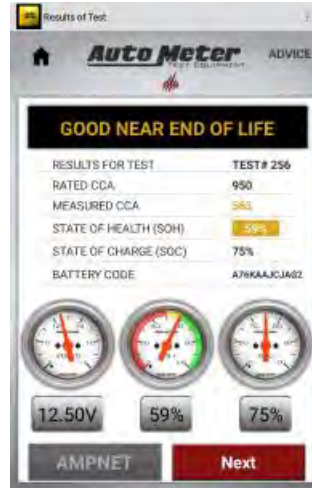 Results of Test
Auto Meter
TEST EQUIPMENT
ADVICE
GOOD NEAR END OF LIFE
RESULTS FOR TEST TEST# 256
RATED CCA 950
MEASURED CCA 563
STATE OF HEALTH (SOH) 59%
STATE OF CHARGE (SOC) 75%
BATTERY CODE A76KAAJCJAG2
12.50V 59% 75%
AMPNET Next